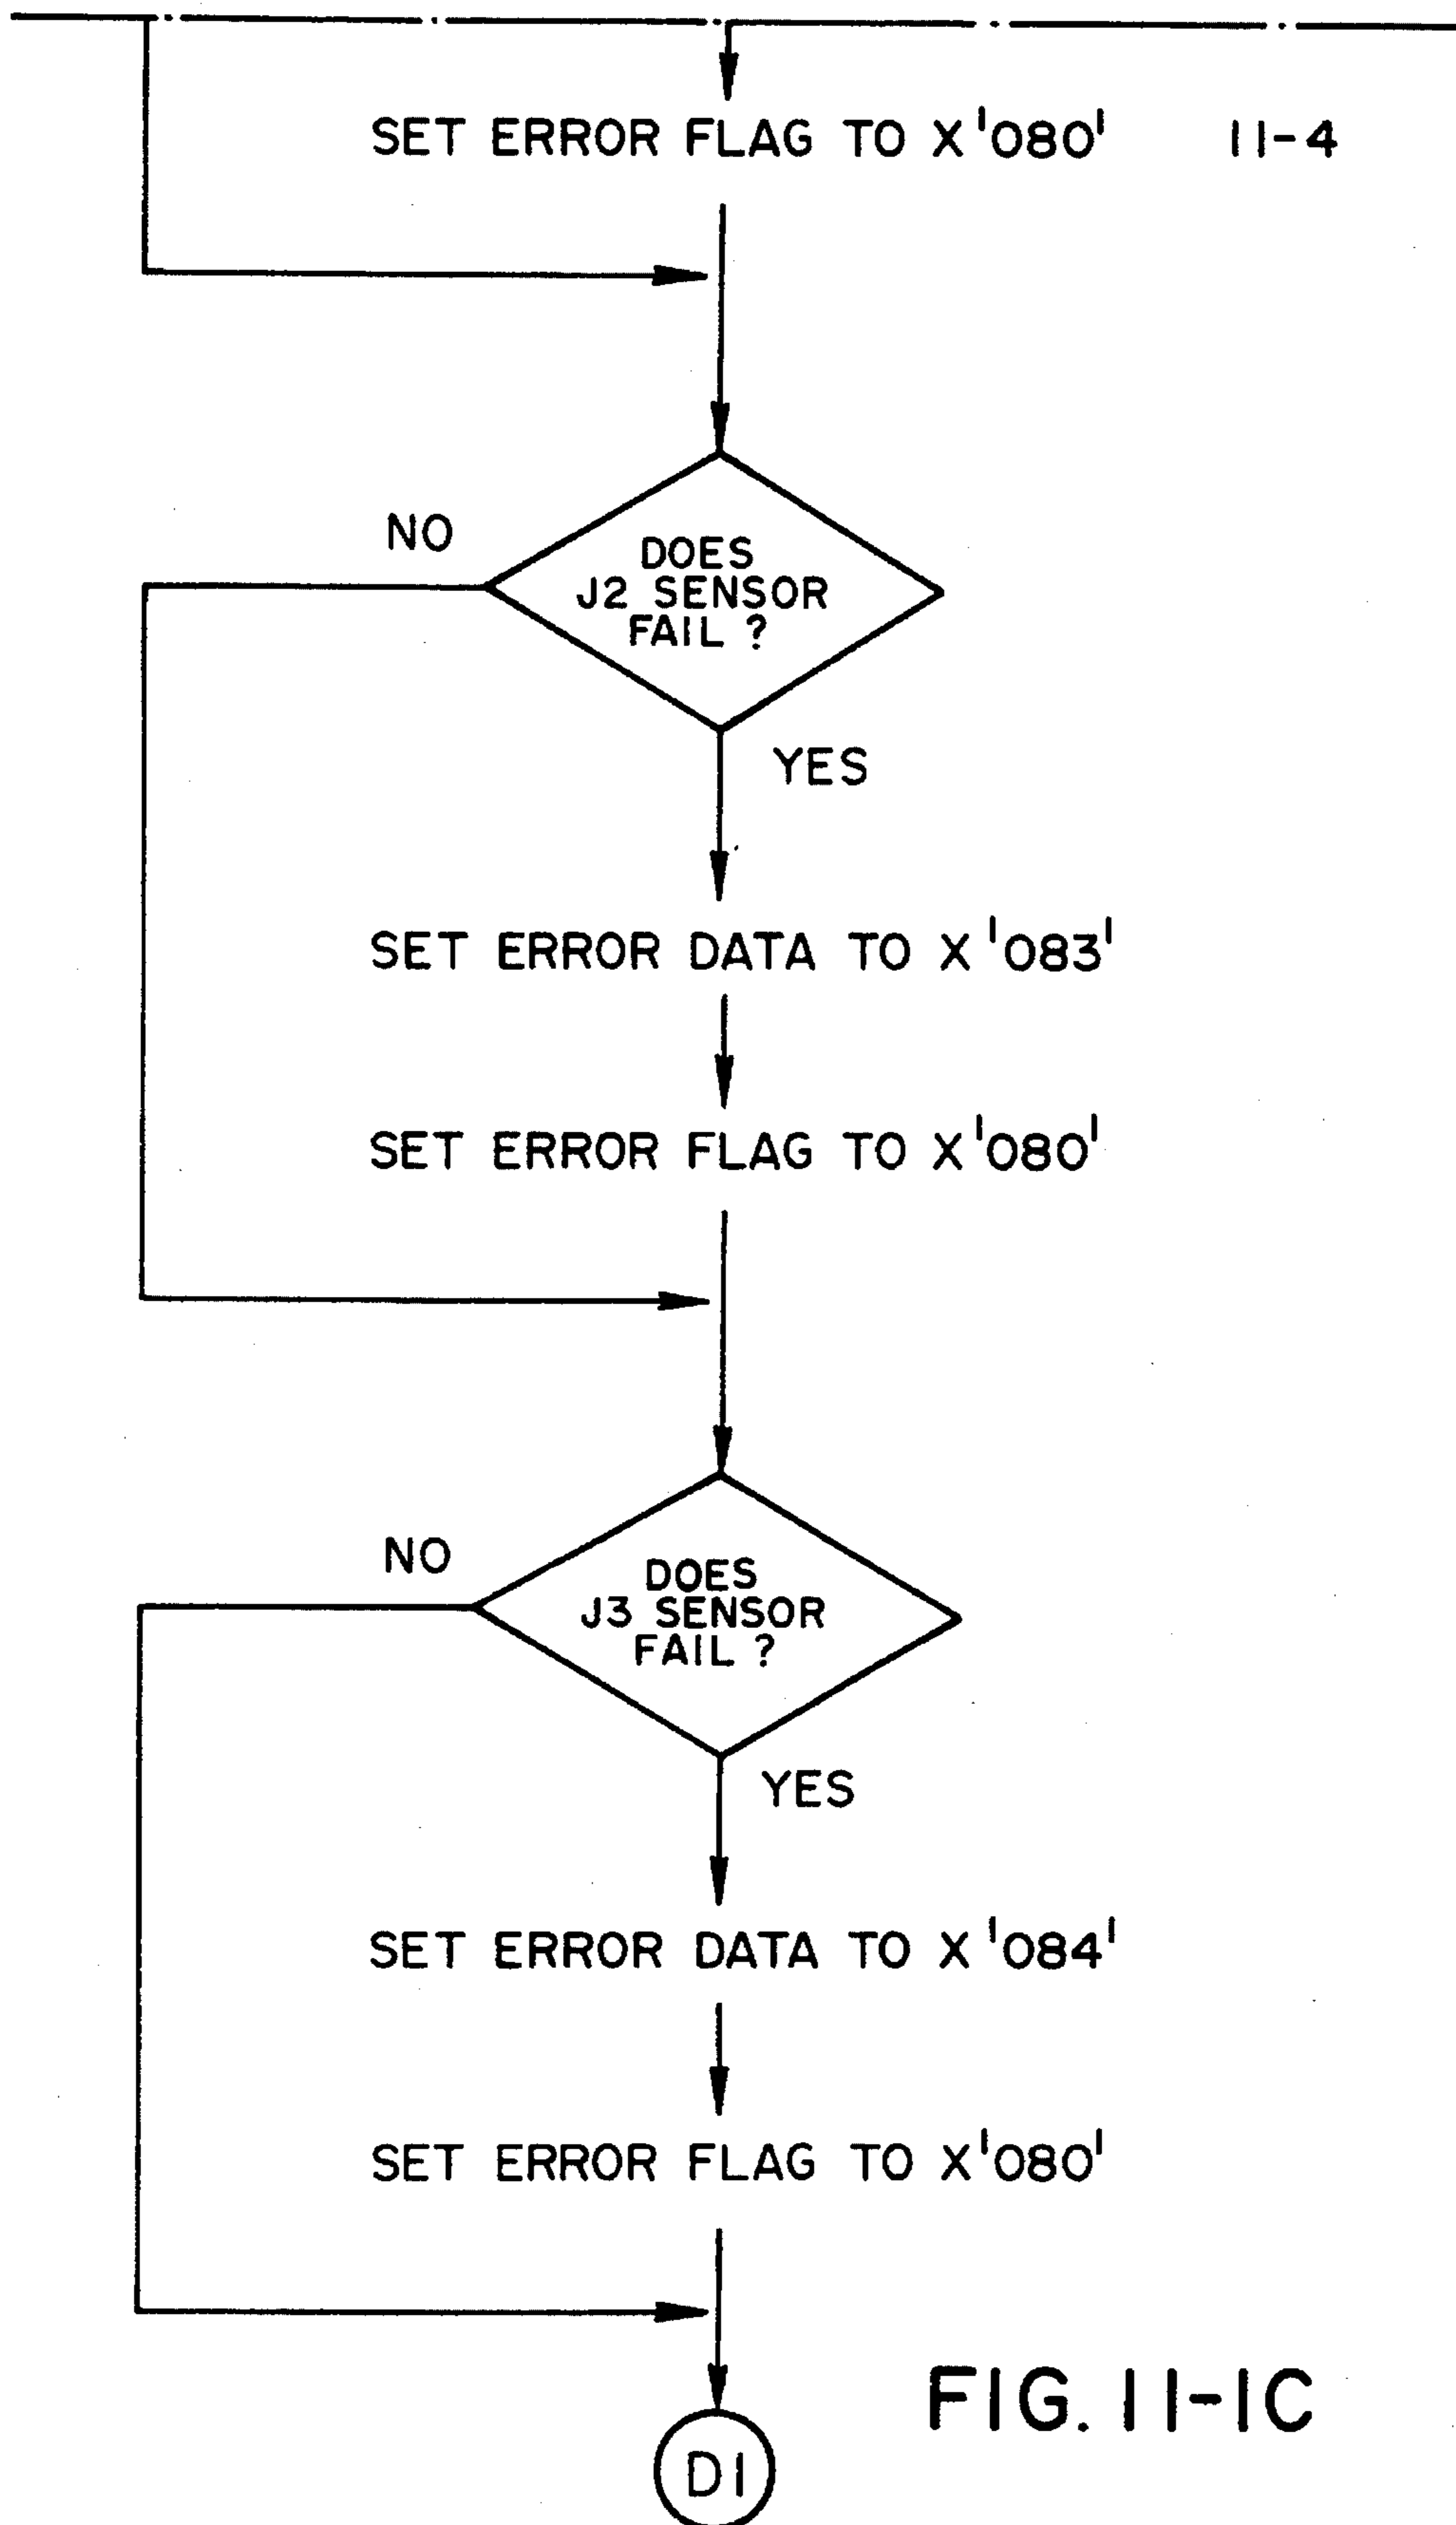 SET ERROR FLAG TO X'080' 11-4
NO
DOES
J2 SENSOR
FAIL ?
YES
SET ERROR DATA TO X'083'
SET ERROR FLAG TO X'080'
NO
DOES
J3 SENSOR
FAIL ?
YES
SET ERROR DATA TO X'084'
SET ERROR FLAG TO X'080'
FIG. 11-1C
D1